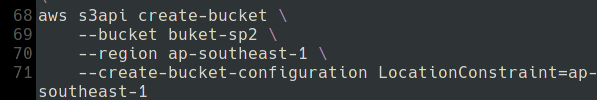 68 aws s3api create-bucket \
69     --bucket buket-sp2 \
70     --region ap-southeast-1 \
71     --create-bucket-configuration LocationConstraint=ap-
southeast-1